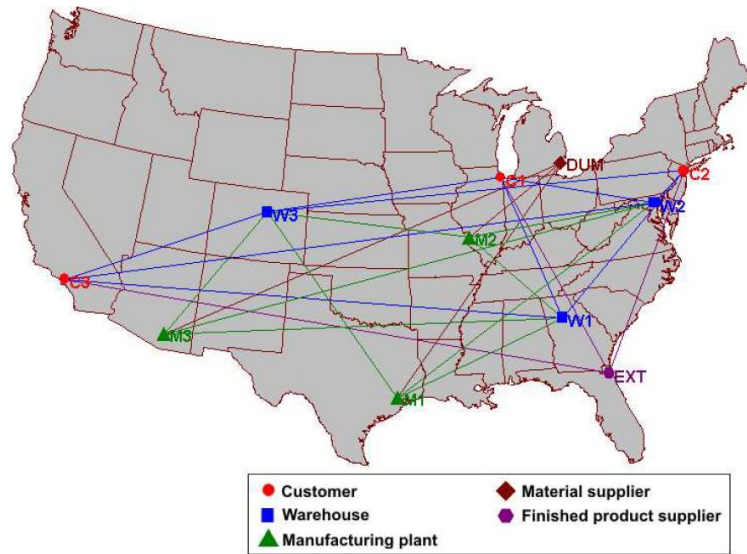 DUM
C1
C2
W2
W3
M2
C3
W1
M3
EXT
M1
Customer
Material supplier
Warehouse
Finished product supplier
Manufacturing plant